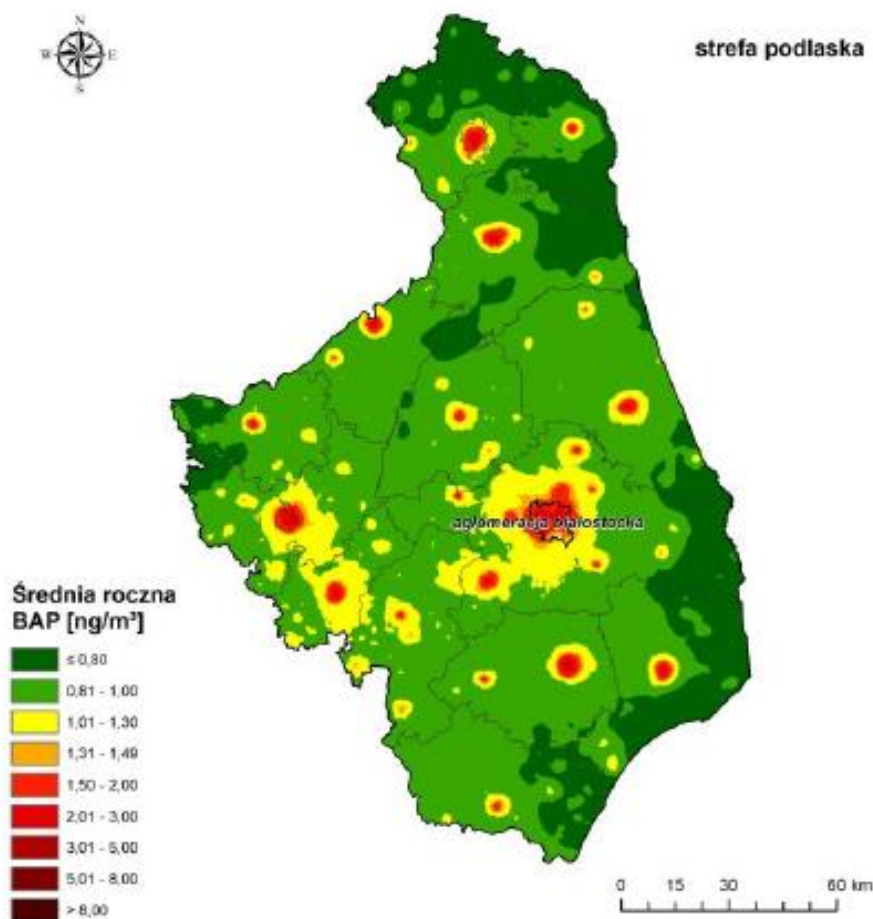 N
W E
S
strefa podlaska
aglomeracja białostocka
Średnia roczna
BAP [ng/m³]
≤ 0,80
0,81 - 1,00
1,01 - 1,30
1,31 - 1,49
1,50 - 2,00
2,01 - 3,00
3,01 - 5,00
5,01 - 8,00
> 8,00
0 15 30 60 km